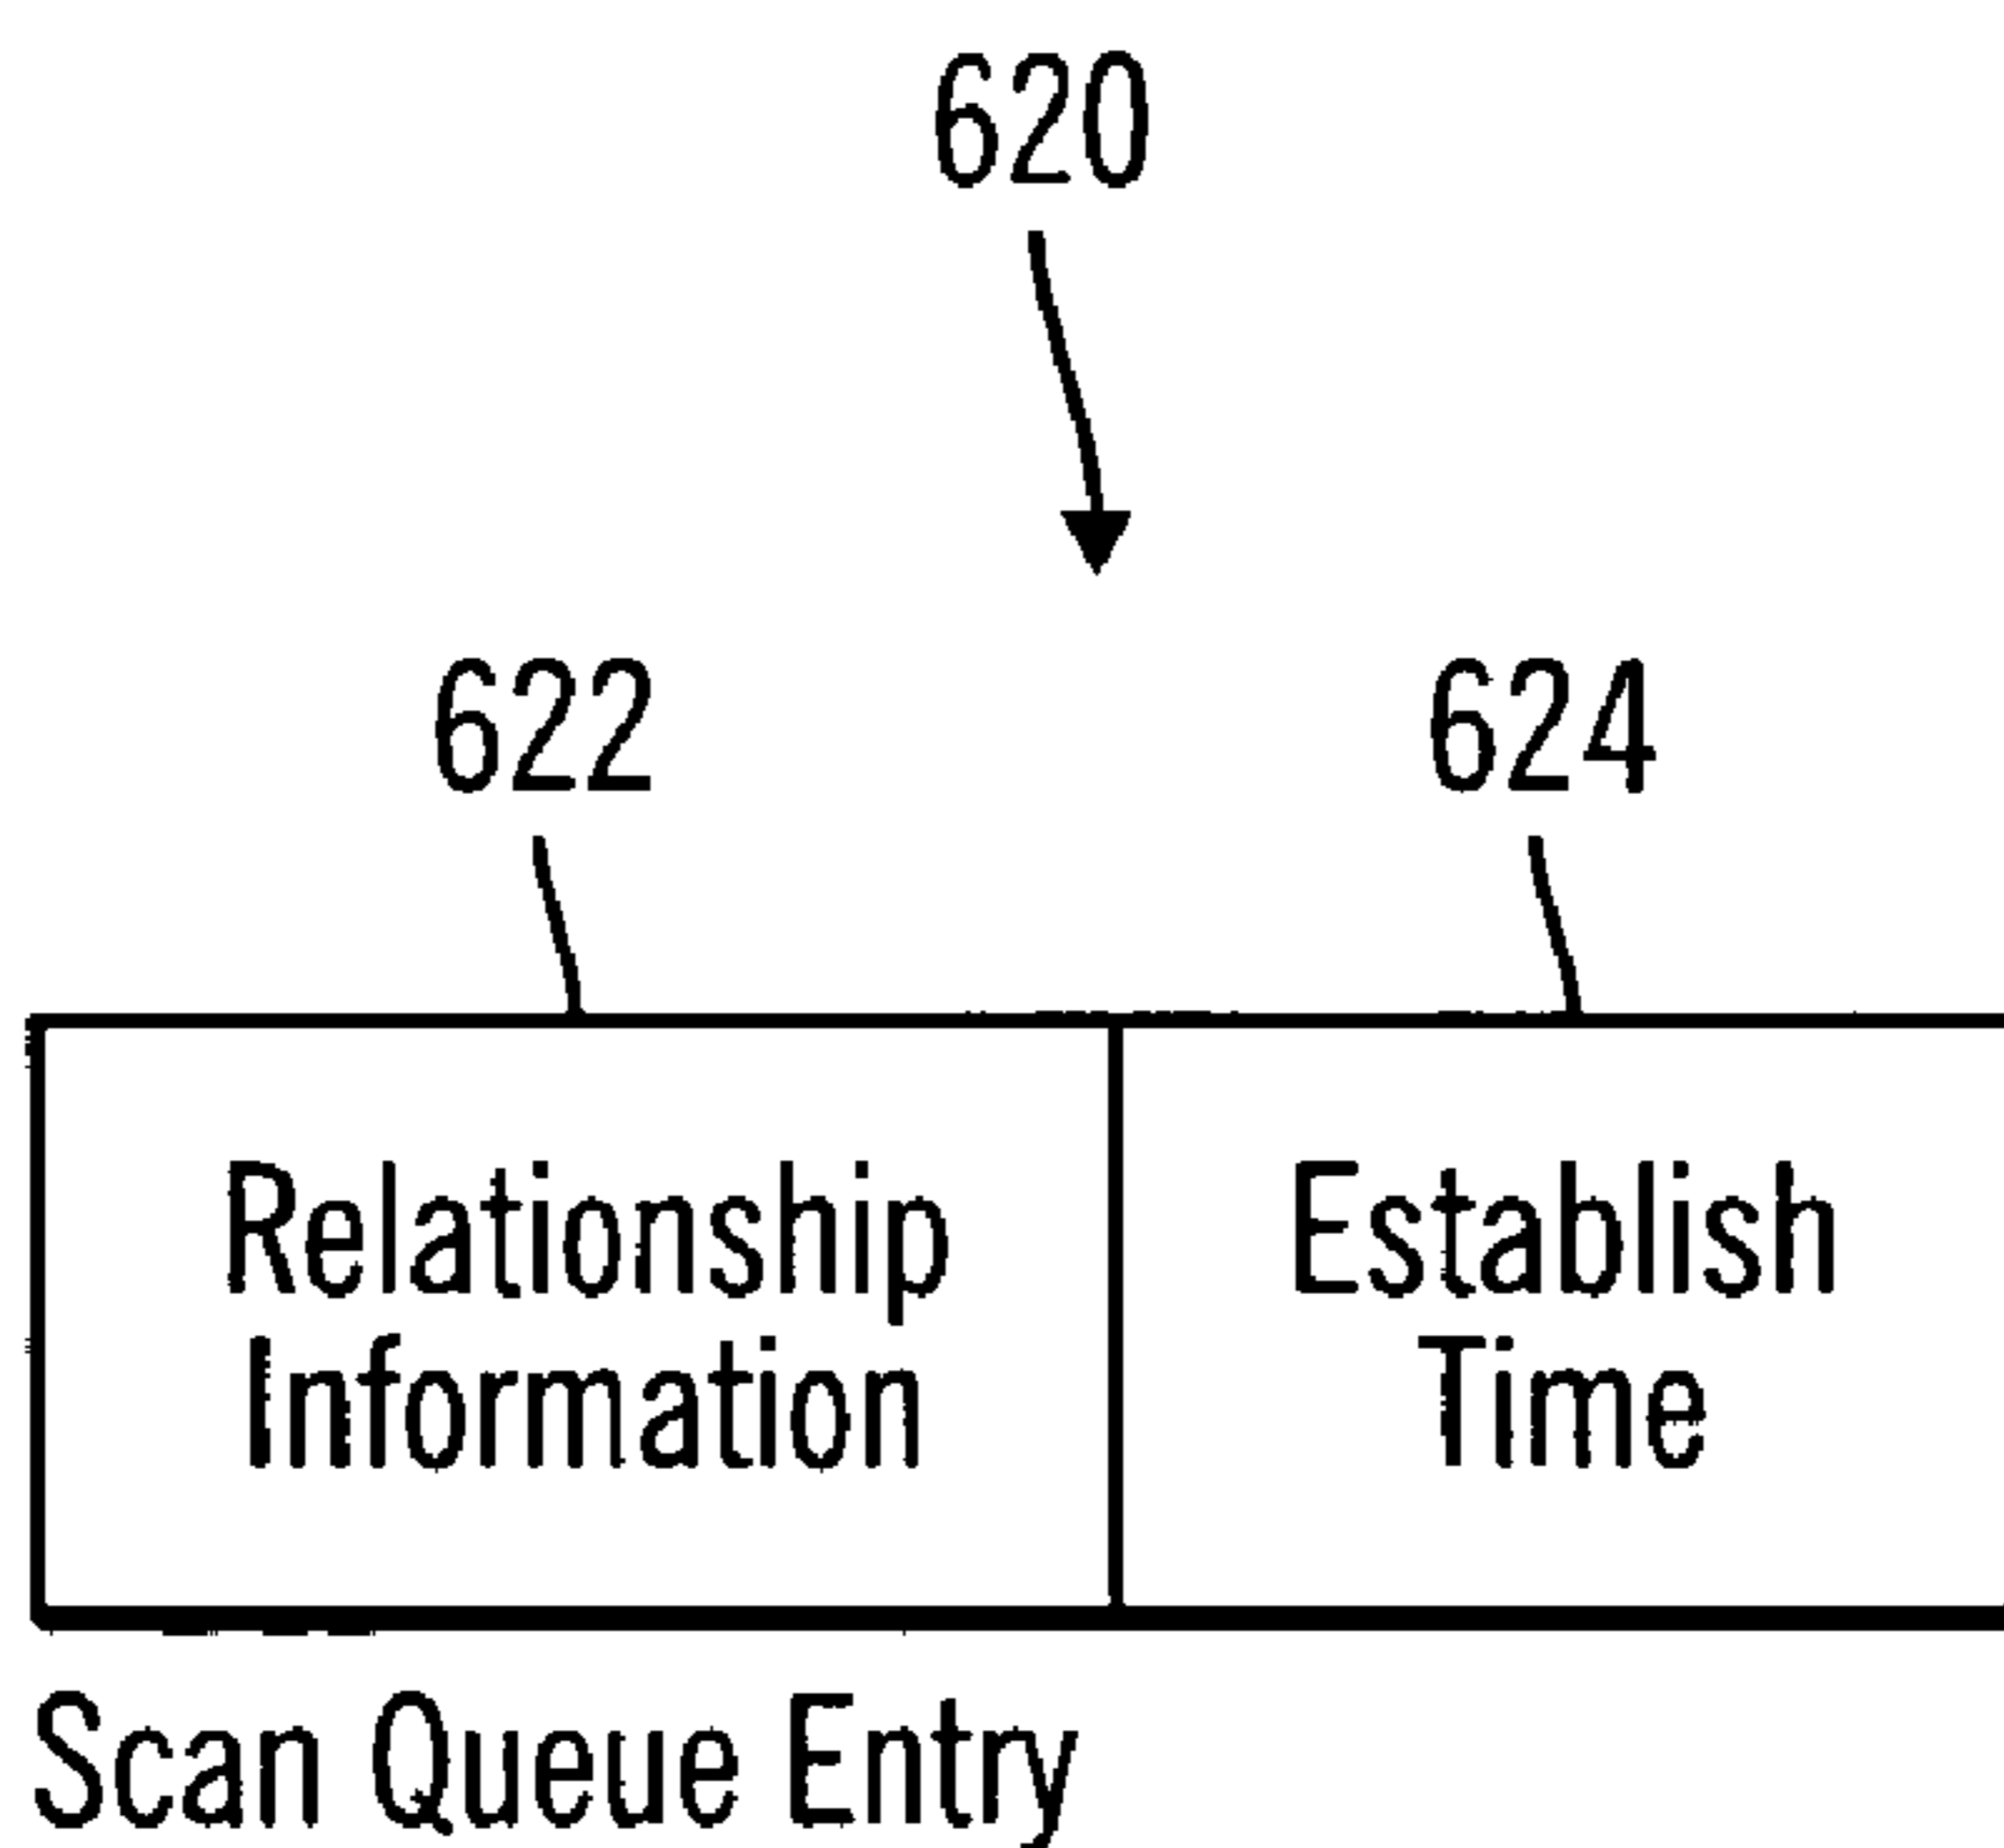 620
622
624
Relationship
Information
Establish
Time
Scan Queue Entry